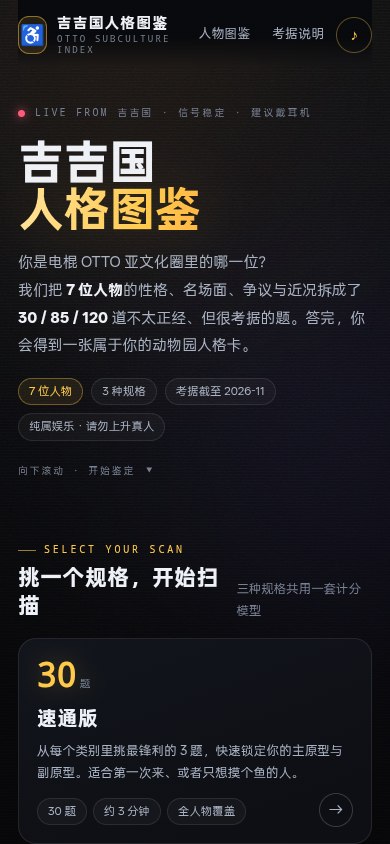 吉吉国人格图鉴
OTTO SUBCULTURE
INDEX
人物图鉴
考据说明
♪
LIVE FROM 吉吉国 · 信号稳定 · 建议戴耳机
吉吉国
人格图鉴
你是电棍 OTTO 亚文化圈里的哪一位？
我们把 7 位人物的性格、名场面、争议与近况拆成了
30 / 85 / 120 道不太正经、但很考据的题。答完，你
会得到一张属于你的动物园人格卡。
7 位人物
3 种规格
考据截至 2026-11
纯属娱乐 · 请勿上升真人
向下滚动 · 开始鉴定 ▼
SELECT YOUR SCAN
挑一个规格，开始扫
描
三种规格共用一套计分
模型
30 题
速通版
从每个类别里挑最锋利的 3 题，快速锁定你的主原型与
副原型。适合第一次来、或者只想摸个鱼的人。
30 题
约 3 分钟
全人物覆盖
→